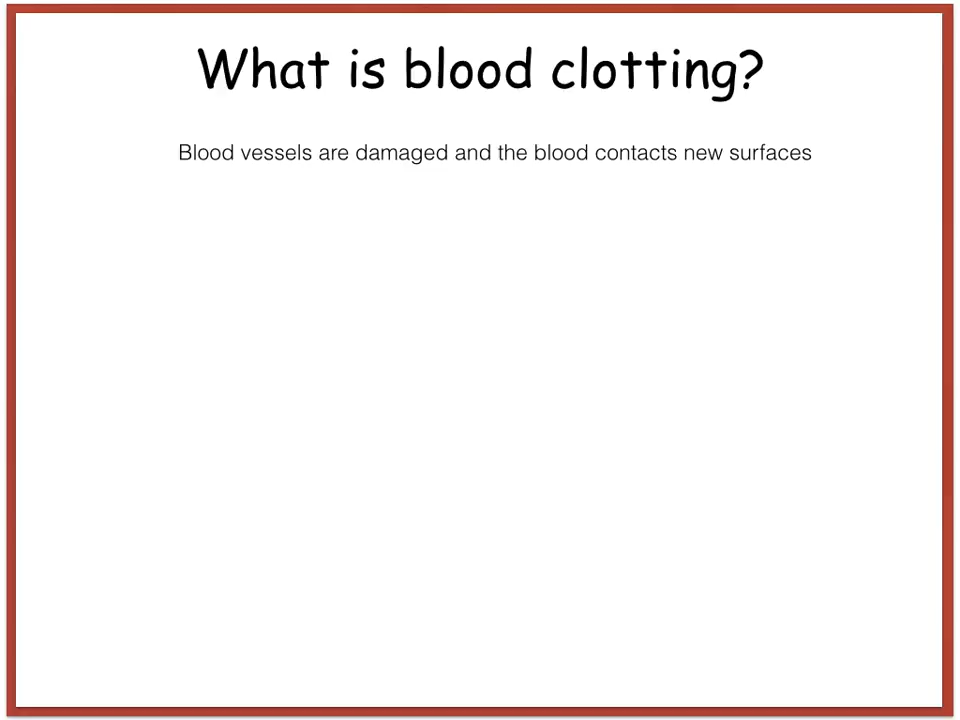 What is blood clotting?
Blood vessels are damaged and the blood contacts new surfaces